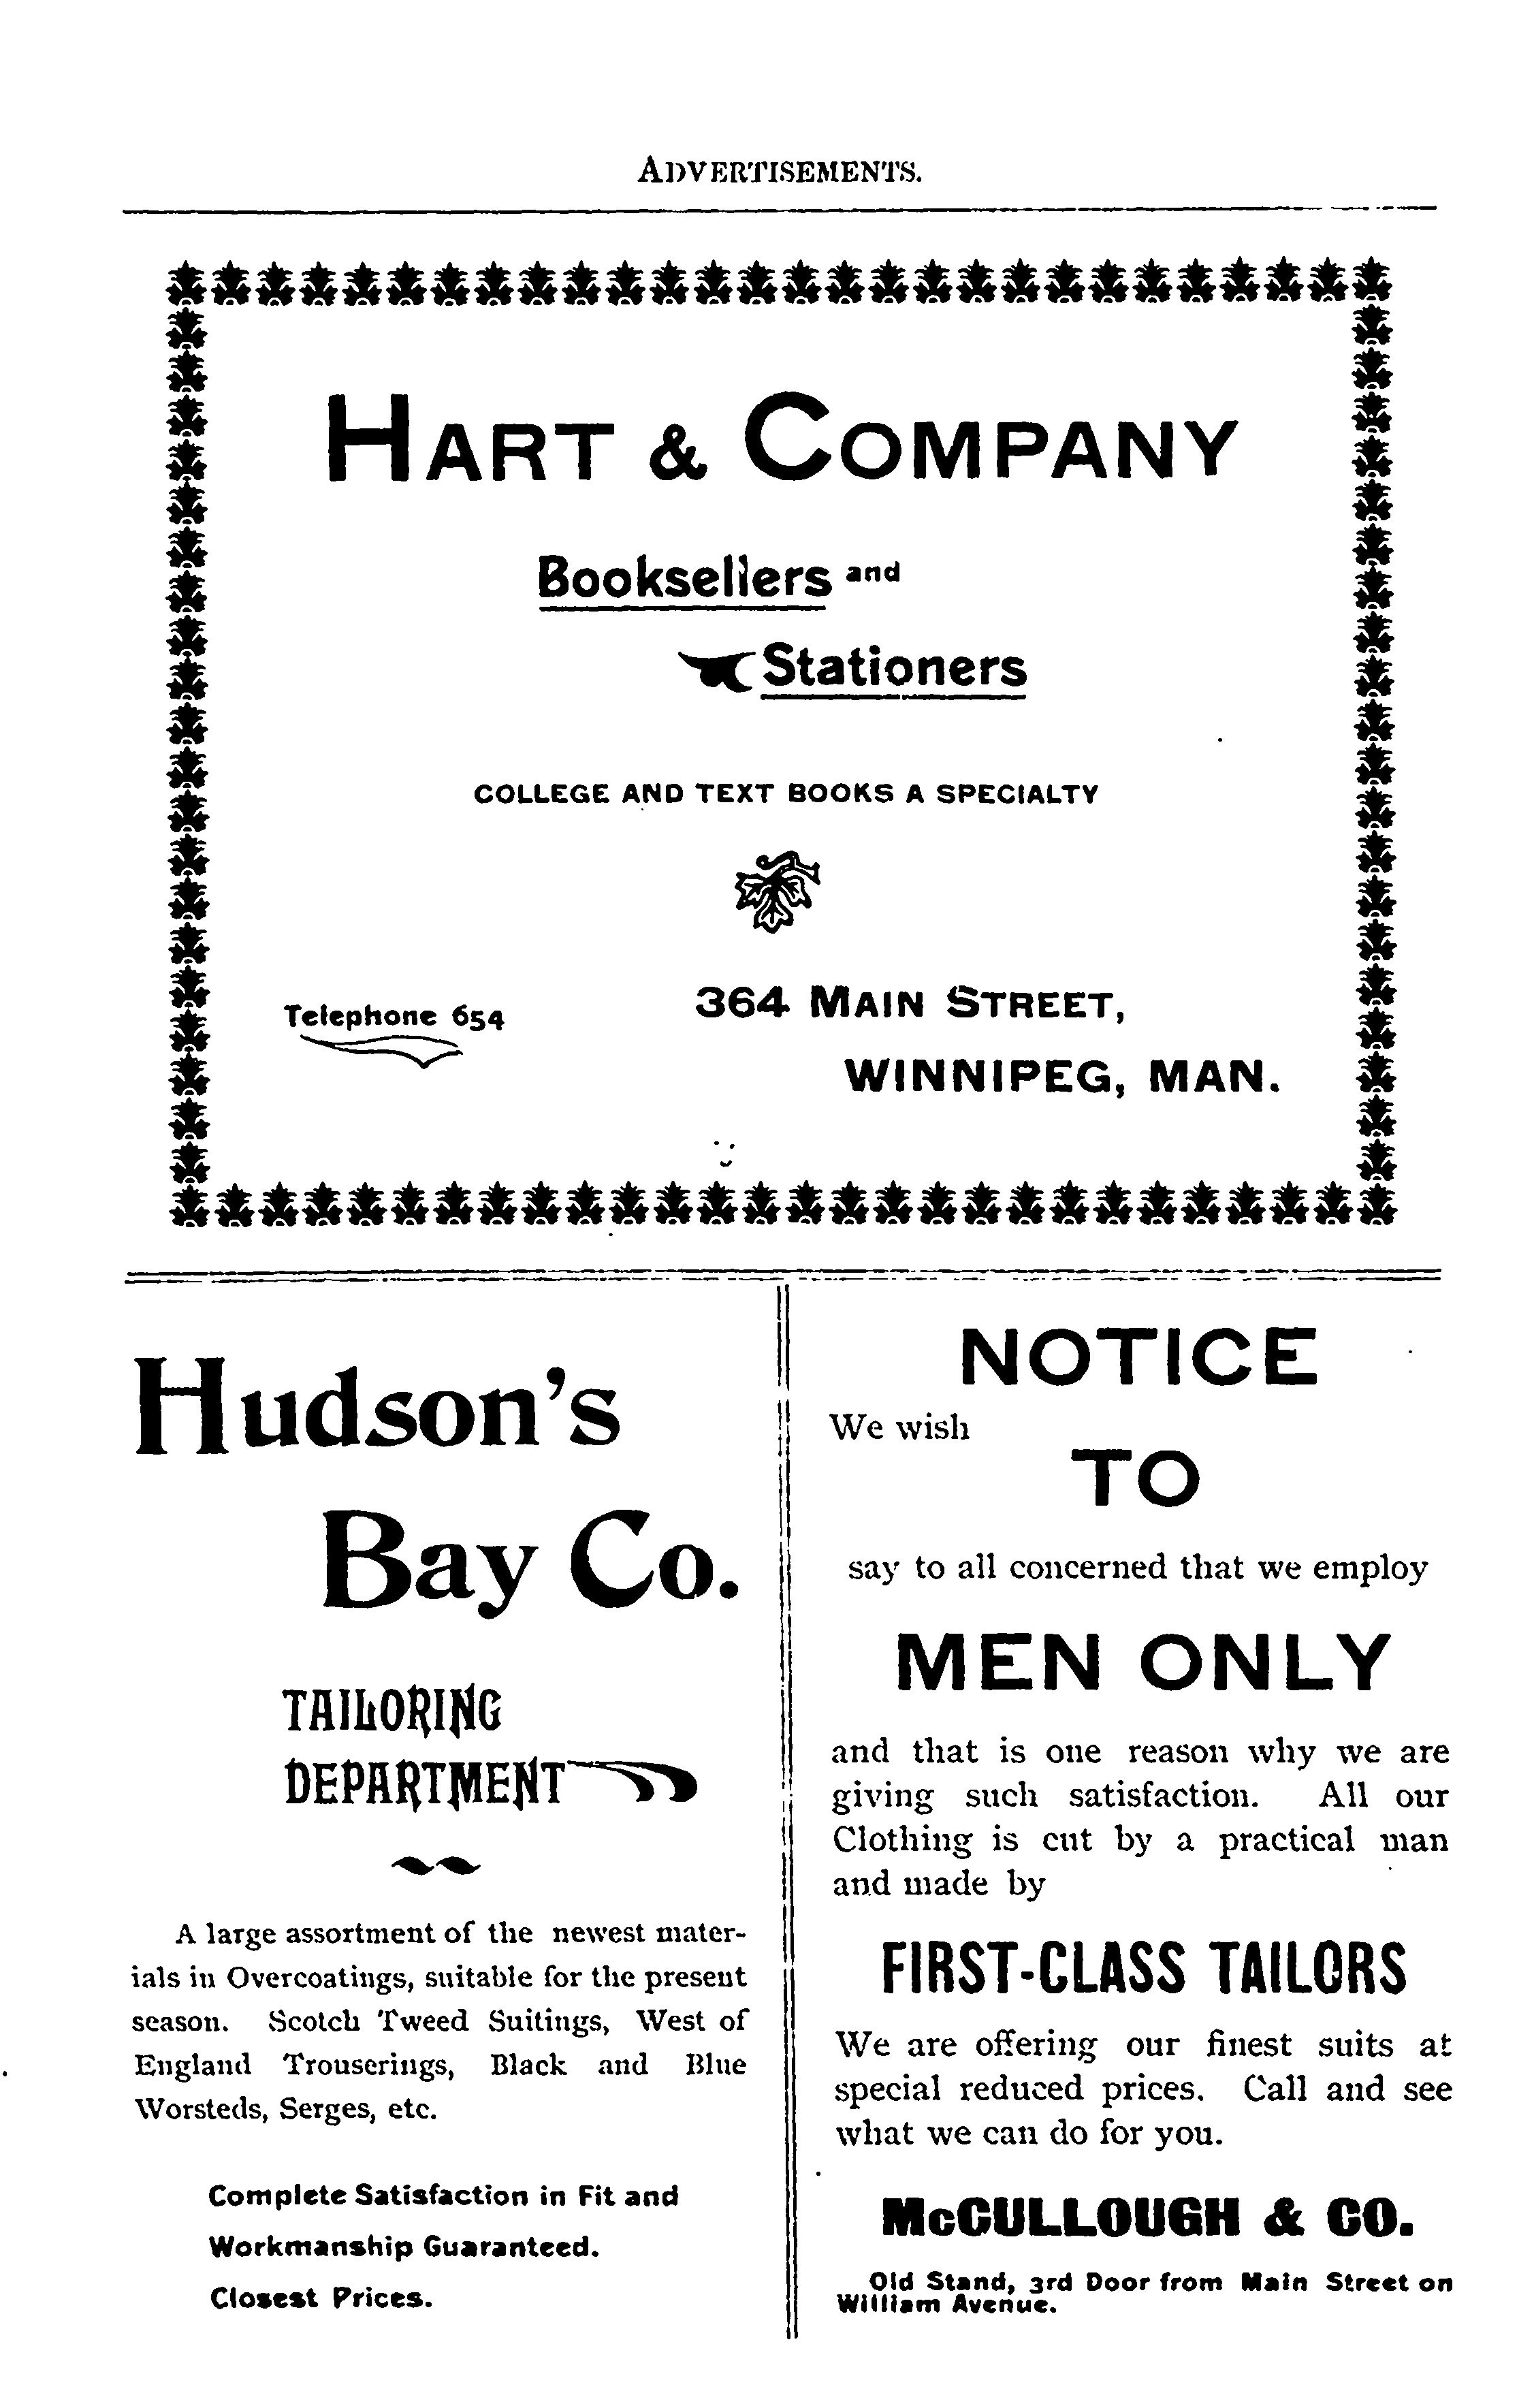 ADVERTISEMENTS.
HART & COMPANY
Booksellers and
Stationers
COLLEGE AND TEXT BOOKS A SPECIALTY
Telephone 654
364 MAIN STREET,
WINNIPEG, MAN.
Hudson's
Bay Co.
TAILORING
DEPARTMENT
A large assortment of the newest mater-
ials in Overcoatings, suitable for the present
season. Scotch Tweed Suitings, West of
England Trouserings, Black and Blue
Worsteds, Serges, etc.
Complete Satisfaction in Fit and
Workmanship Guaranteed.
Closest Prices.
NOTICE
We wish
TO
say to all concerned that we employ
MEN ONLY
and that is one reason why we are
giving such satisfaction. All our
Clothing is cut by a practical man
and made by
FIRST-CLASS TAILORS
We are offering our finest suits at
special reduced prices. Call and see
what we can do for you.
McCULLOUGH & CO.
Old Stand, 3rd Door from Main Street on
William Avenue.